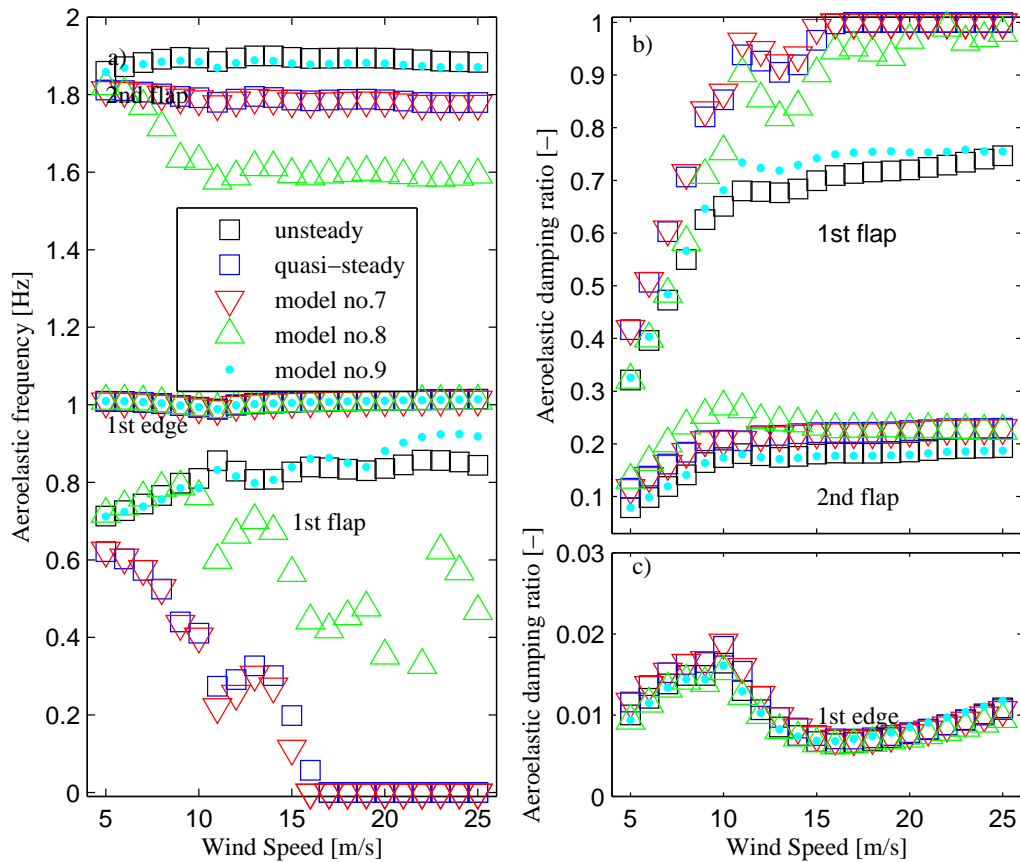 a)
2
1.8
1.6
1.4
1.2
1
0.8
0.6
0.4
0.2
0
Aeroelastic frequency [Hz]
2nd flap
unsteady
quasi−steady
model no.7
model no.8
model no.9
1st edge
1st flap
5 10 15 20 25
Wind Speed [m/s]
b)
1
0.9
0.8
0.7
0.6
0.5
0.4
0.3
0.2
0.1
Aeroelastic damping ratio [−]
1st flap
2nd flap
c)
0.03
0.02
0.01
0
Aeroelastic damping ratio [−]
1st edge
5 10 15 20 25
Wind Speed [m/s]